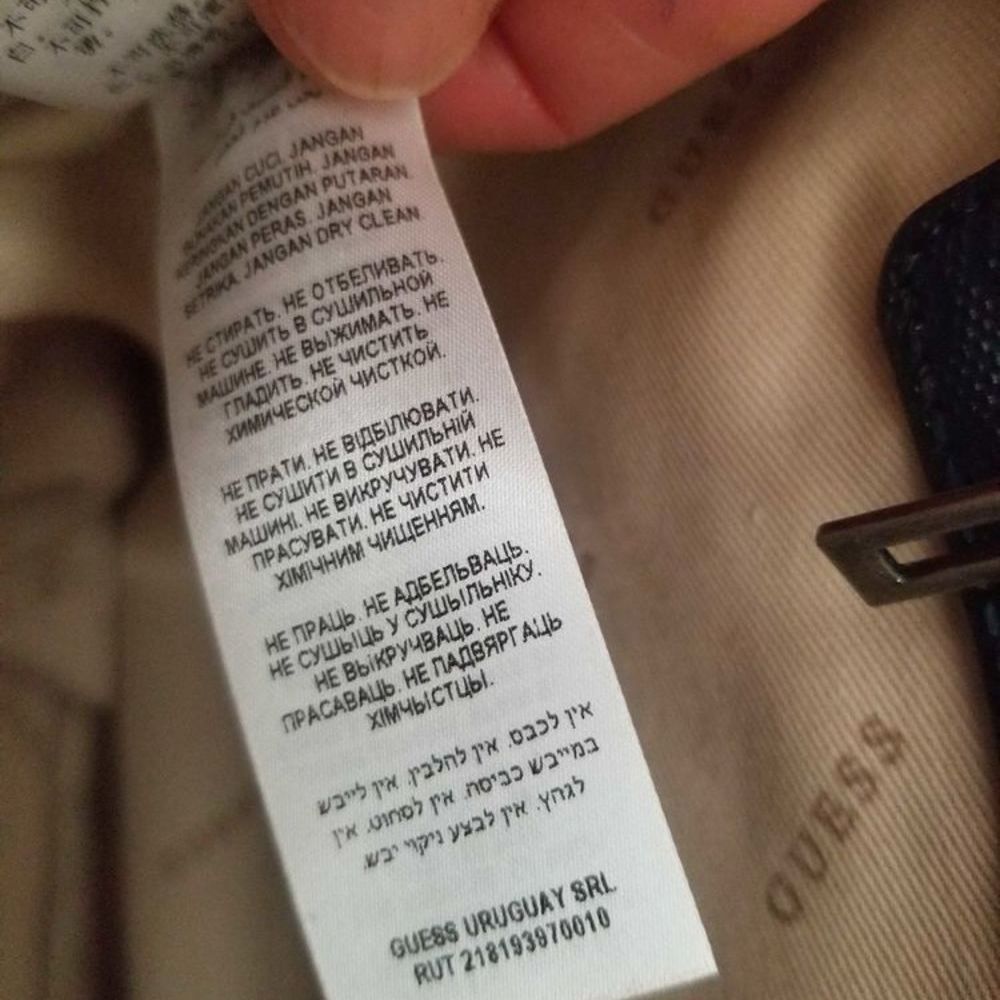 CUCI, JANGAN
PEMUTIH. JANGAN
DENGAN PUTARAN.
JANGAN PERAS. JANGAN
SETRIKA. JANGAN DRY CLEAN.
НЕ СТИРАТЬ. НЕ ОТБЕЛИВАТЬ.
НЕ СУШИТЬ В СУШИЛЬНОЙ
МАШИНЕ. НЕ ВЫЖИМАТЬ. НЕ
ГЛАДИТЬ. НЕ ЧИСТИТЬ
ХИМИЧЕСКОЙ ЧИСТКОЙ.
НЕ ПРАТИ. НЕ ВІДБІЛЮВАТИ.
НЕ СУШИТИ В СУШИЛЬНІЙ
МАШИНІ. НЕ ВИКРУЧУВАТИ. НЕ
ПРАСУВАТИ. НЕ ЧИСТИТИ
ХІМІЧНИМ ЧИЩЕННЯМ.
НЕ ПРАЦЬ. НЕ АДБЕЛЬВАЦЬ.
НЕ СУШЫЦЬ У СУШЫЛЬНІКУ.
НЕ ВЫКРУЧВАЦЬ. НЕ
ПРАСАВАЦЬ. НЕ ПАДВЯРГАЦЬ
ХІМЧЫСТЦЫ.
אין לכבס. אין להלבין. אין לייבש
במייבש כביסה. אין לסחוט. אין
לגהץ. אין לבצע ניקוי יבש.
GUESS URUGUAY SRL
RUT 218193970010
GUESS
GUESS